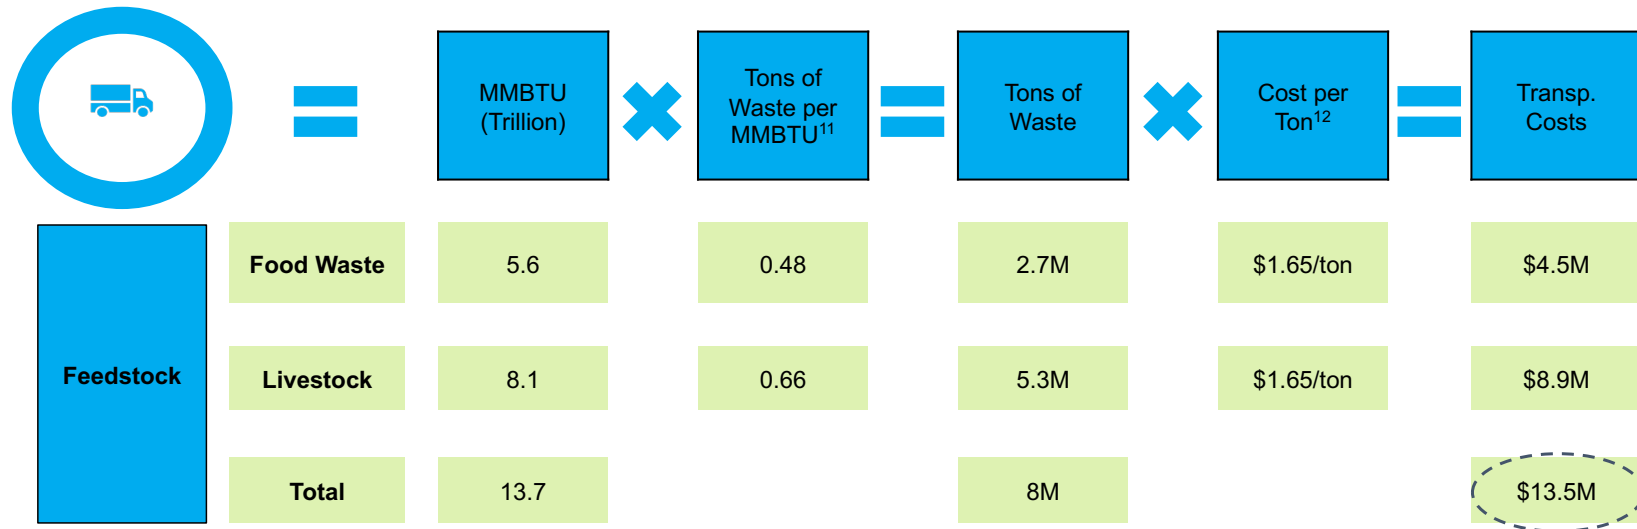 MMBTU
(Trillion)
Tons of
Waste per
MMBTU11
Tons of
Waste
Cost per
Ton12
Transp.
Costs
Feedstock
Food Waste
5.6
0.48
2.7M
$1.65/ton
$4.5M
Livestock
8.1
0.66
5.3M
$1.65/ton
$8.9M
Total
13.7
8M
$13.5M